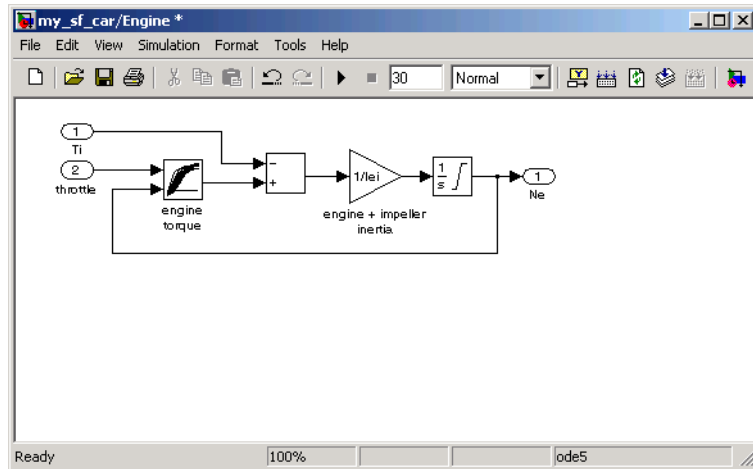 my_sf_car/Engine *
File Edit View Simulation Format Tools Help
30 Normal
1
Ti
2
throttle
engine
torque
−
+
1/Iei
engine + impeller
inertia
1
s
1
Ne
Ready 100% ode5